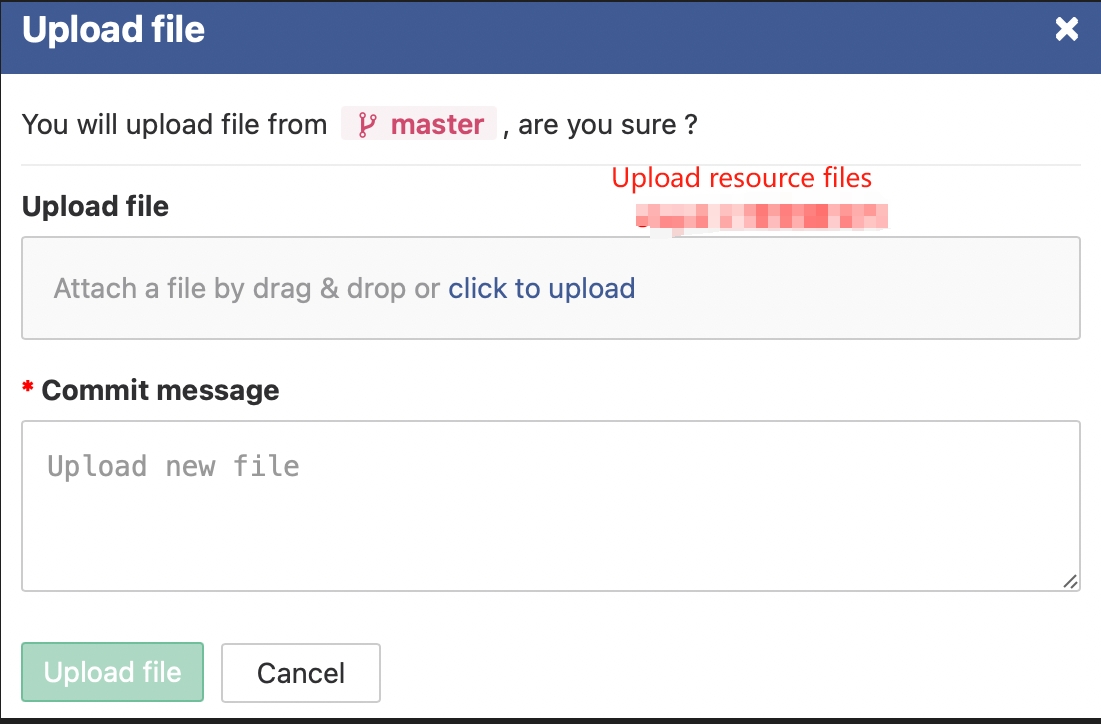 Upload file
You will upload file from master , are you sure ?
Upload resource files
Upload file
Attach a file by drag & drop or click to upload
* Commit message
Upload new file
Upload file
Cancel